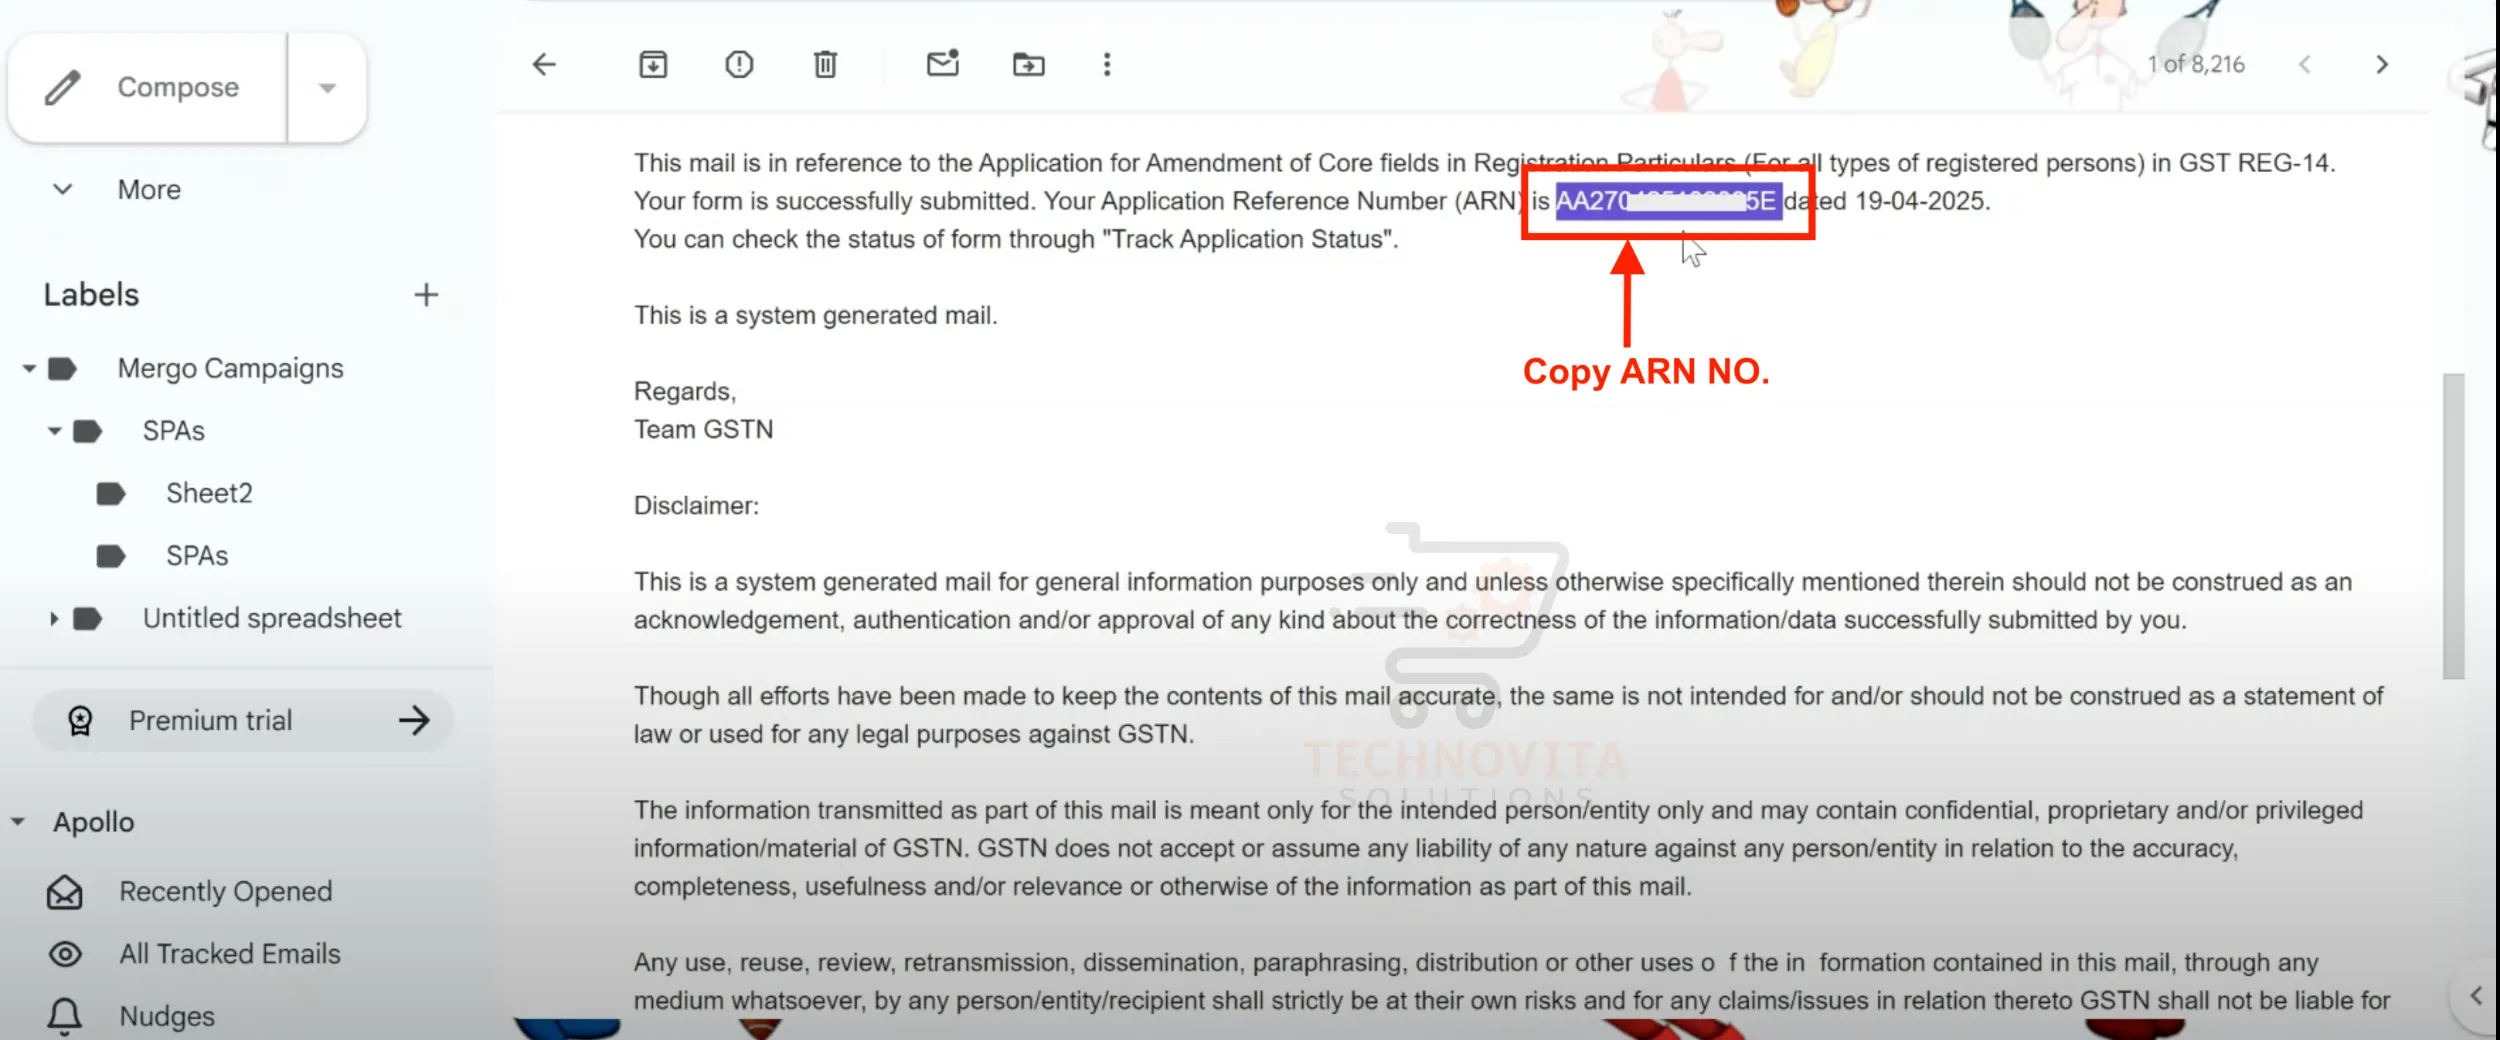 Compose
1 of 8,216
More
Labels
Mergo Campaigns
SPAs
Sheet2
SPAs
Untitled spreadsheet
Premium trial
Apollo
Recently Opened
All Tracked Emails
Nudges
This mail is in reference to the Application for Amendment of Core fields in Registration Particulars (For all types of registered persons) in GST REG-14.
Your form is successfully submitted. Your Application Reference Number (ARN) is dated 19-04-2025.
You can check the status of form through "Track Application Status".
Copy ARN NO.
This is a system generated mail.
Regards,
Team GSTN
Disclaimer:
This is a system generated mail for general information purposes only and unless otherwise specifically mentioned therein should not be construed as an
acknowledgement, authentication and/or approval of any kind about the correctness of the information/data successfully submitted by you.
Though all efforts have been made to keep the contents of this mail accurate, the same is not intended for and/or should not be construed as a statement of
law or used for any legal purposes against GSTN.
TECHNOVITA
SOLUTIONS
The information transmitted as part of this mail is meant only for the intended person/entity only and may contain confidential, proprietary and/or privileged
information/material of GSTN. GSTN does not accept or assume any liability of any nature against any person/entity in relation to the accuracy,
completeness, usefulness and/or relevance or otherwise of the information as part of this mail.
Any use, reuse, review, retransmission, dissemination, paraphrasing, distribution or other uses o f the in formation contained in this mail, through any
medium whatsoever, by any person/entity/recipient shall strictly be at their own risks and for any claims/issues in relation thereto GSTN shall not be liable for